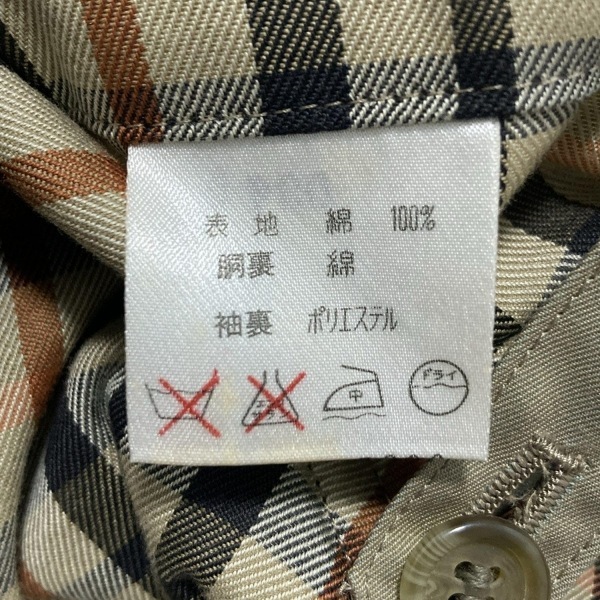 表地 綿 100%
胴裏 綿
袖裏 ポリエステル
中 ドライ